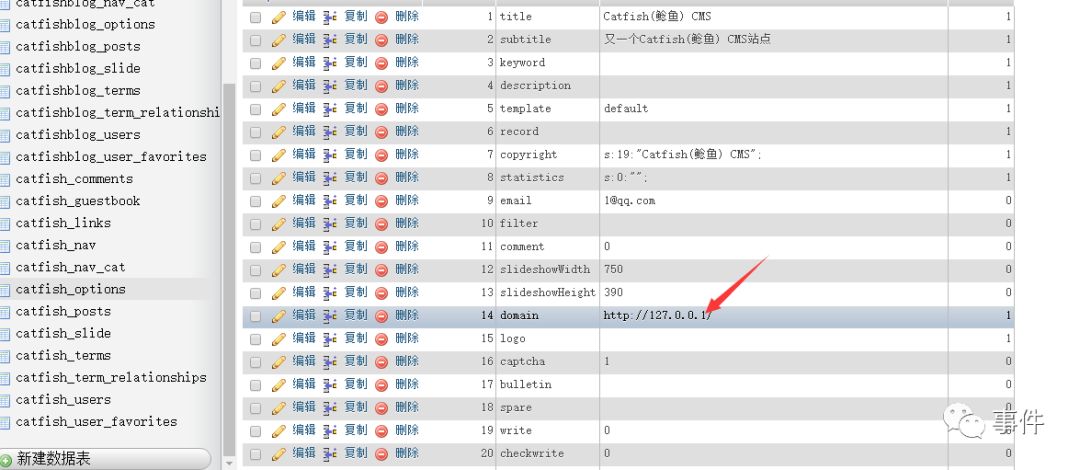 catfishblog_nav_cat
catfishblog_options
catfishblog_posts
catfishblog_slide
catfishblog_terms
catfishblog_term_relationshi
catfishblog_users
catfishblog_user_favorites
catfish_comments
catfish_guestbook
catfish_links
catfish_nav
catfish_nav_cat
catfish_options
catfish_posts
catfish_slide
catfish_terms
catfish_term_relationships
catfish_users
catfish_user_favorites
新建数据表
编辑 复制 删除 1 title Catfish(鲶鱼) CMS 1
编辑 复制 删除 2 subtitle 又一个Catfish(鲶鱼) CMS站点 1
编辑 复制 删除 3 keyword 1
编辑 复制 删除 4 description 1
编辑 复制 删除 5 template default 1
编辑 复制 删除 6 record 1
编辑 复制 删除 7 copyright s:19:"Catfish(鲶鱼) CMS"; 1
编辑 复制 删除 8 statistics s:0:""; 1
编辑 复制 删除 9 email 1@qq.com 0
编辑 复制 删除 10 filter 0
编辑 复制 删除 11 comment 0 0
编辑 复制 删除 12 slideshowWidth 750 0
编辑 复制 删除 13 slideshowHeight 390 0
编辑 复制 删除 14 domain http://127.0.0.1/ 1
编辑 复制 删除 15 logo 1
编辑 复制 删除 16 captcha 1 0
编辑 复制 删除 17 bulletin 0
编辑 复制 删除 18 spare 0
编辑 复制 删除 19 write 0 0
编辑 复制 删除 20 checkwrite 0 0
事件